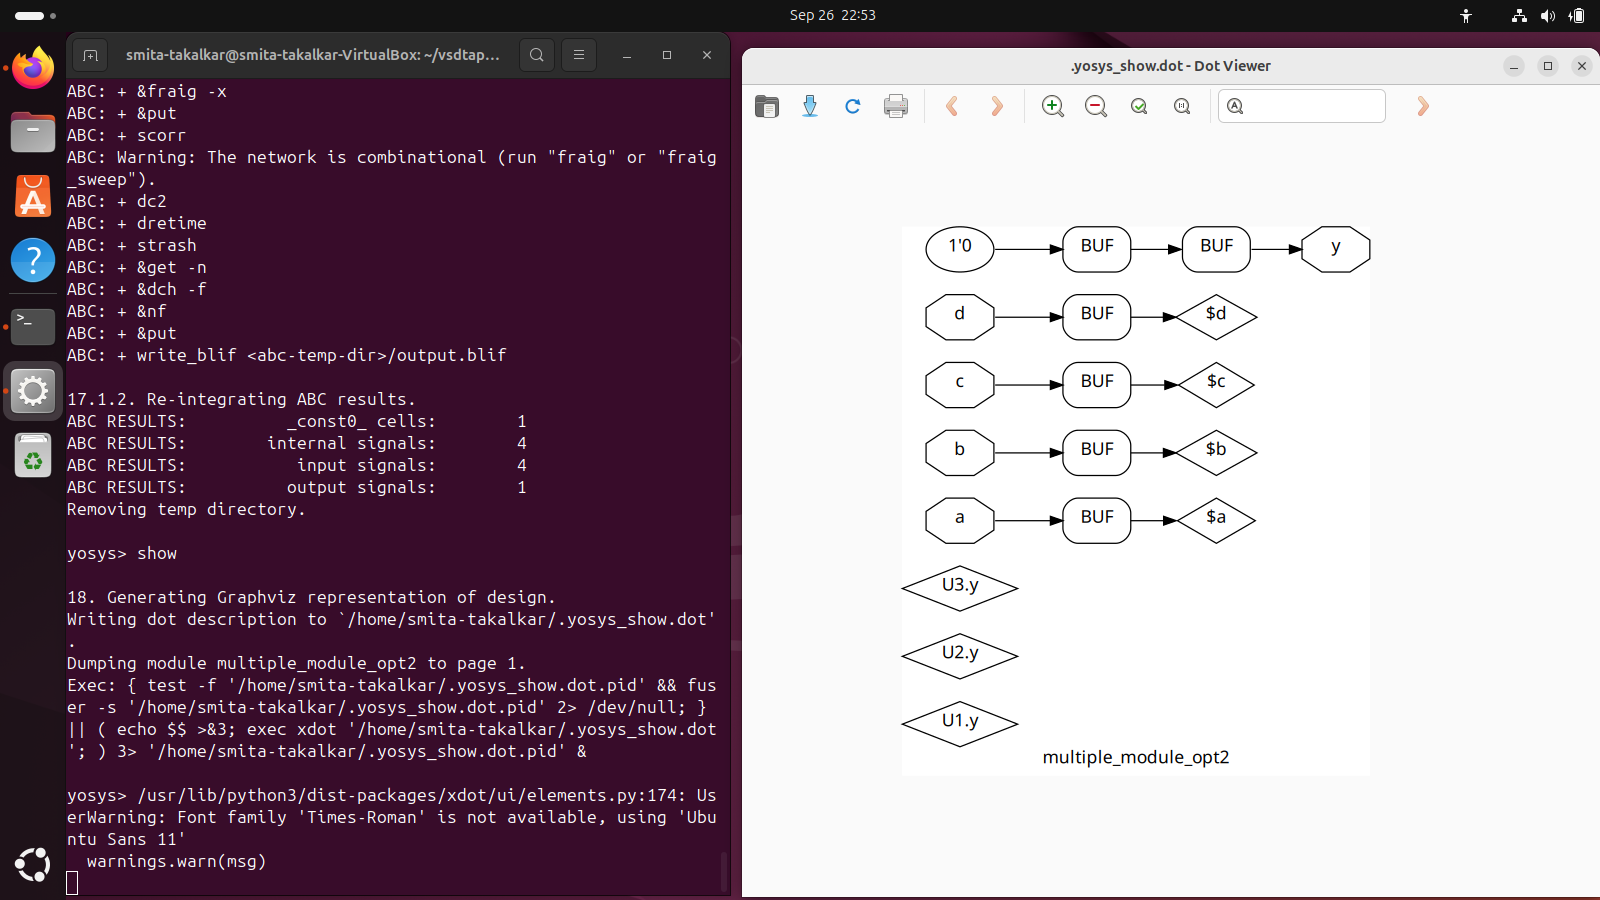 Sep 26 22:53
smita-takalkar@smita-takalkar-VirtualBox: ~/vsdtap...
ABC: + &fraig -x
ABC: + &put
ABC: + scorr
ABC: Warning: The network is combinational (run "fraig" or "fraig
_sweep").
ABC: + dc2
ABC: + dretime
ABC: + strash
ABC: + &get -n
ABC: + &dch -f
ABC: + &nf
ABC: + &put
ABC: + write_blif <abc-temp-dir>/output.blif
17.1.2. Re-integrating ABC results.
ABC RESULTS:          _const0_ cells:        1
ABC RESULTS:        internal signals:        4
ABC RESULTS:           input signals:        4
ABC RESULTS:          output signals:        1
Removing temp directory.
yosys> show
18. Generating Graphviz representation of design.
Writing dot description to `/home/smita-takalkar/.yosys_show.dot'
.
Dumping module multiple_module_opt2 to page 1.
Exec: { test -f '/home/smita-takalkar/.yosys_show.dot.pid' && fus
er -s '/home/smita-takalkar/.yosys_show.dot.pid' 2> /dev/null; }
|| ( echo $$ >&3; exec xdot '/home/smita-takalkar/.yosys_show.dot
'; ) 3> '/home/smita-takalkar/.yosys_show.dot.pid' &
yosys> /usr/lib/python3/dist-packages/xdot/ui/elements.py:174: Us
erWarning: Font family 'Times-Roman' is not available, using 'Ubu
ntu Sans 11'
  warnings.warn(msg)
.yosys_show.dot - Dot Viewer
1'0 BUF BUF y
d BUF $d
c BUF $c
b BUF $b
a BUF $a
U3.y
U2.y
U1.y
multiple_module_opt2